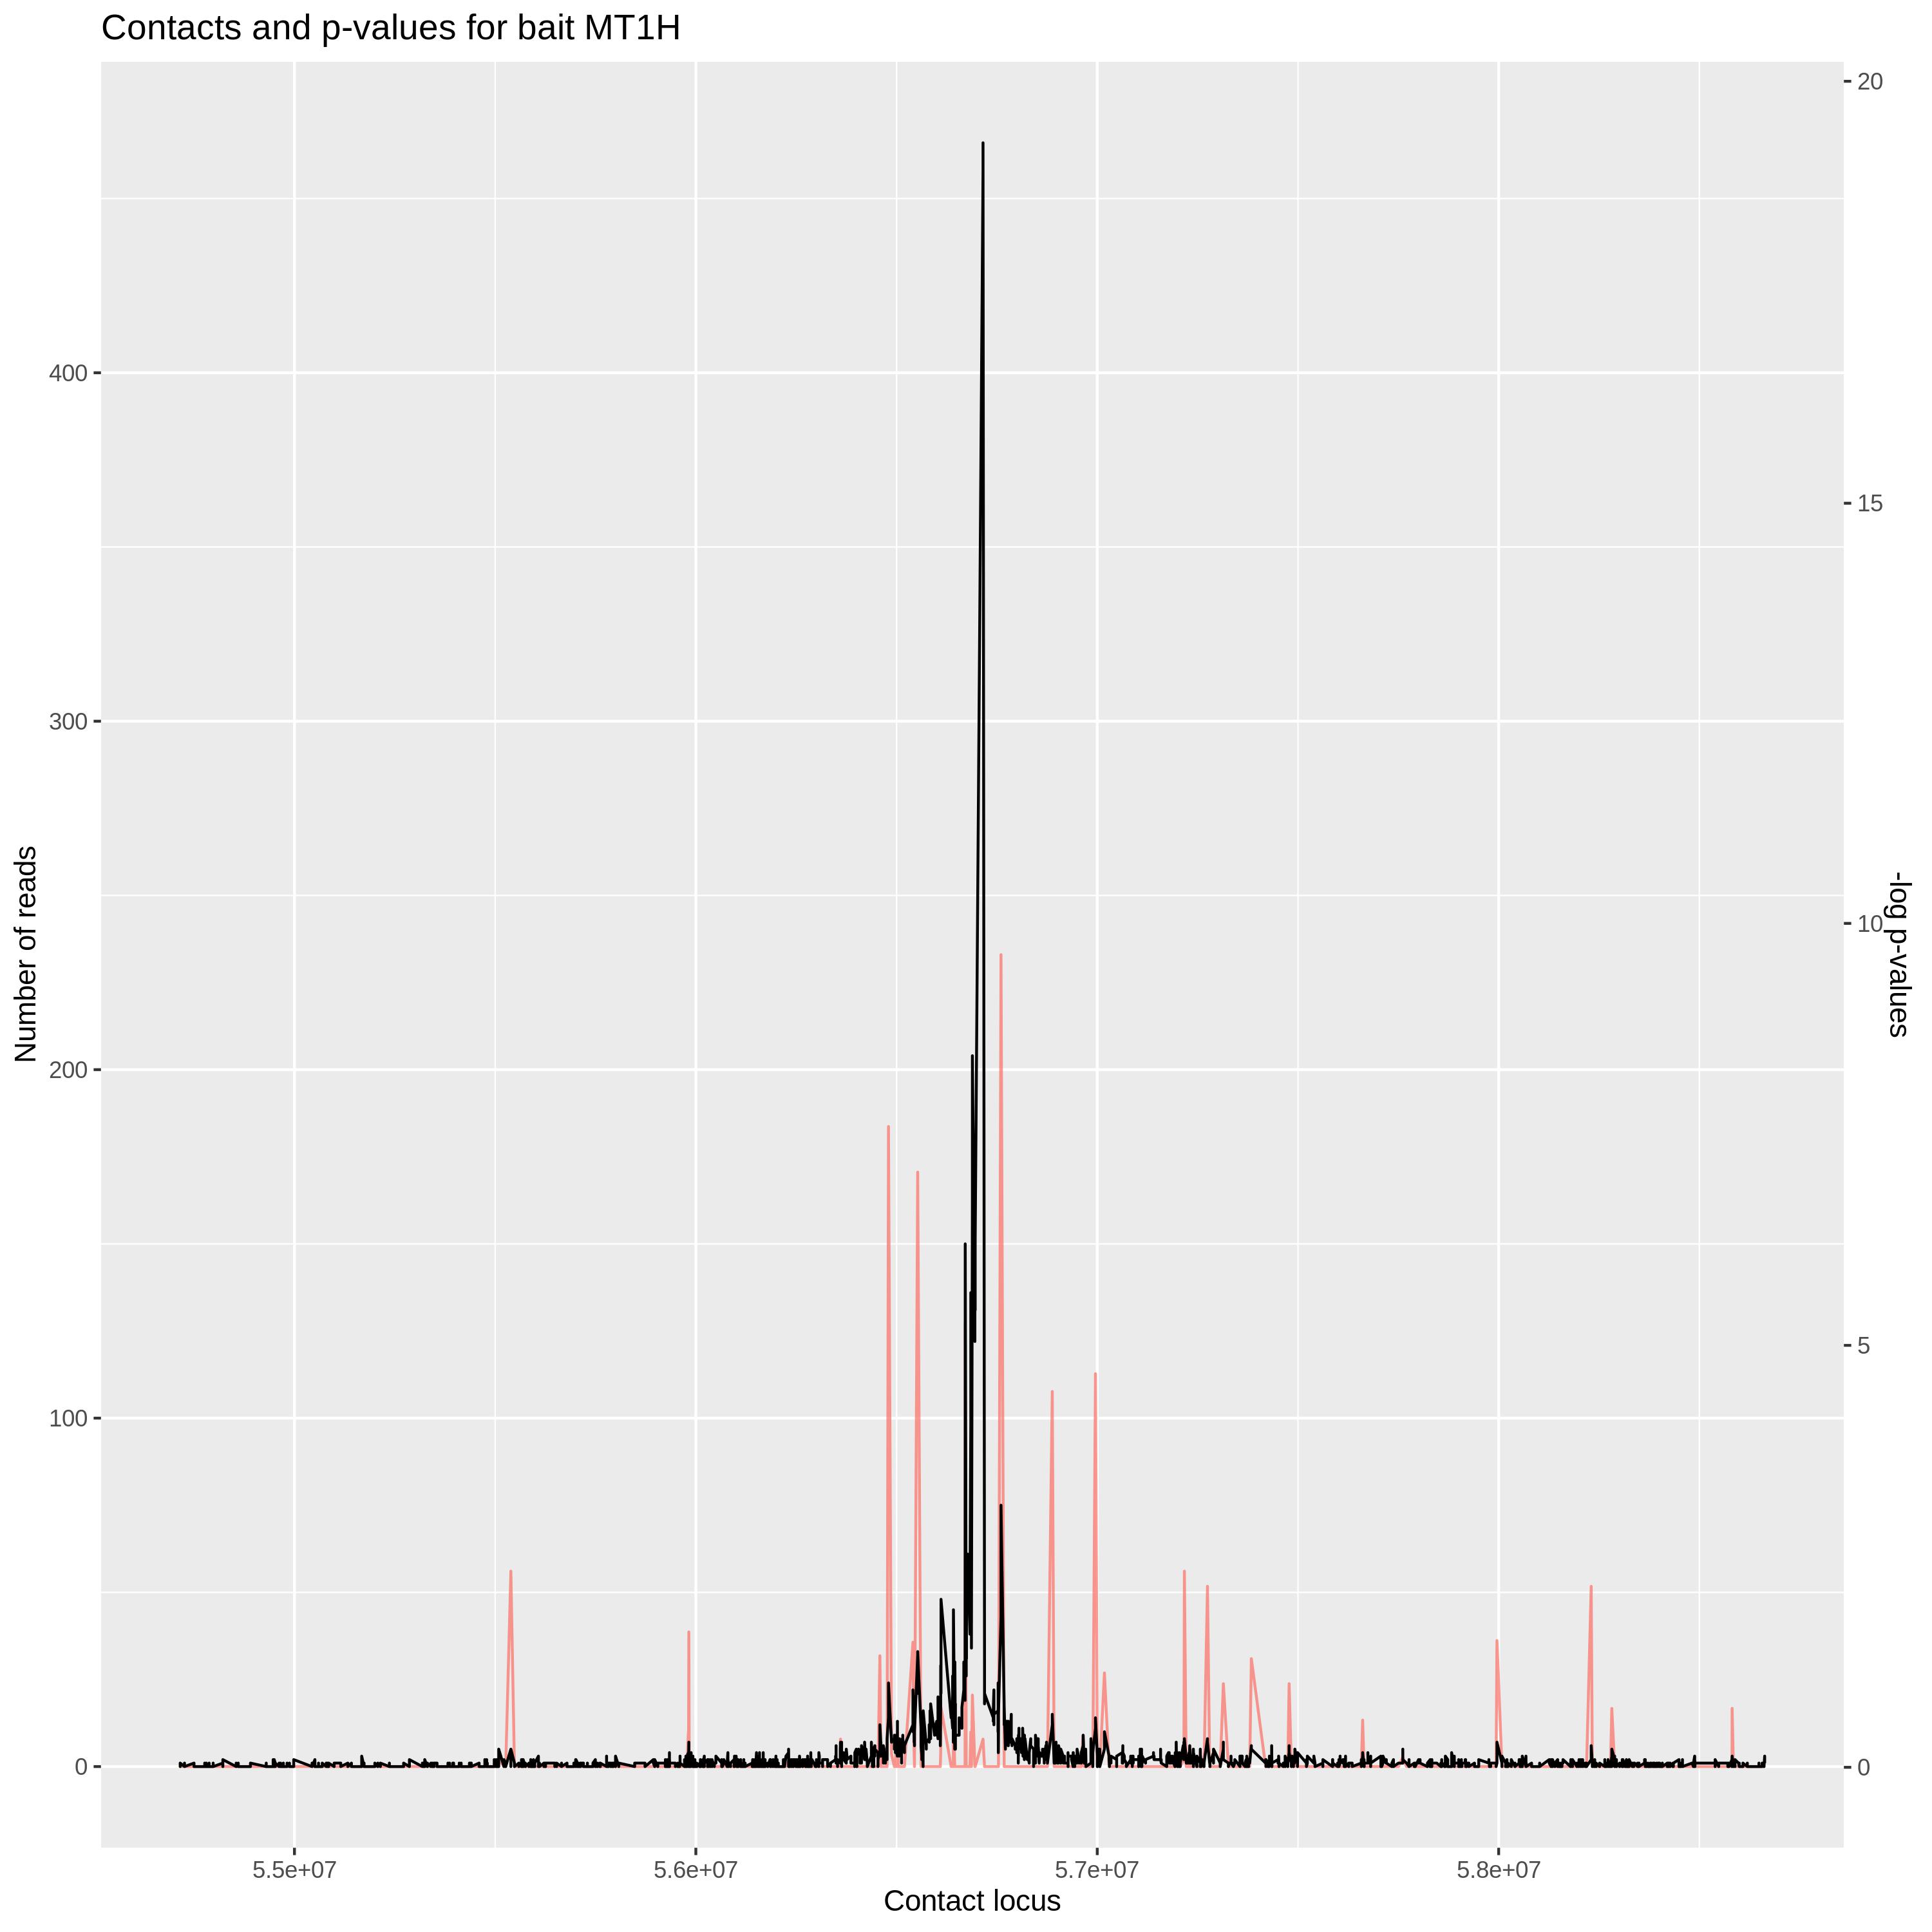 Contacts and p-values for bait MT1H
Number of reads
400
300
200
100
0
20
15
10
5
0
-log p-values
5.5e+07
5.6e+07
5.7e+07
5.8e+07
Contact locus